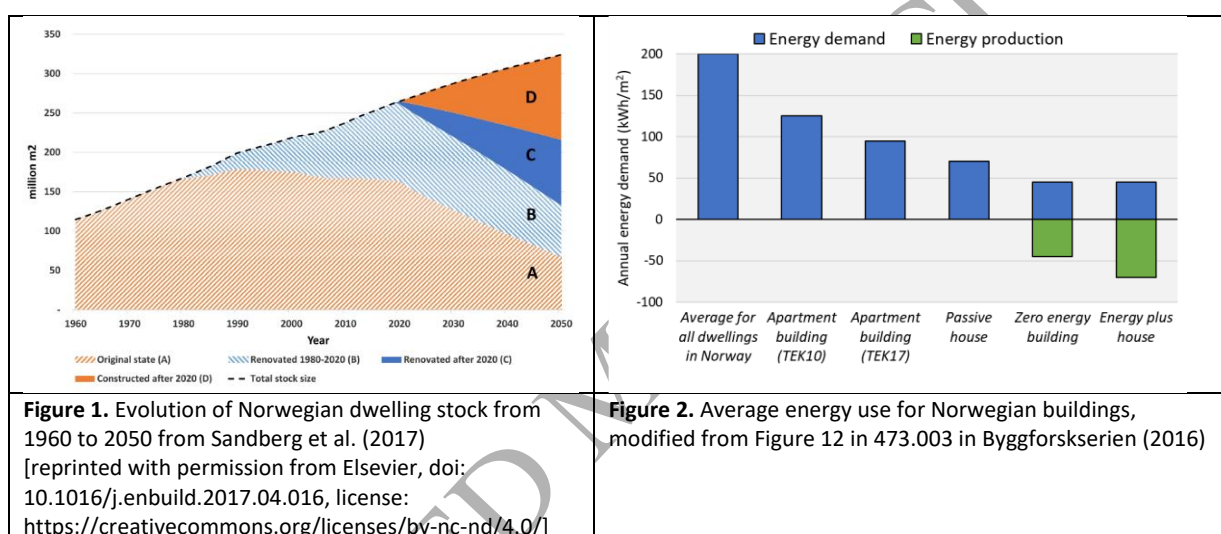 350
300
250
200
150
100
50
-
million m2
D
C
B
A
1960 1970 1980 1990 2000 2010 2020 2030 2040 2050
Year
Original state (A) Renovated 1980-2020 (B) Renovated after 2020 (C)
Constructed after 2020 (D) Total stock size
Energy demand Energy production
200
150
100
50
0
-50
-100
Annual energy demand (kWh/m²)
Average for all dwellings in Norway
Apartment building (TEK10)
Apartment building (TEK17)
Passive house
Zero energy building
Energy plus house
Figure 1. Evolution of Norwegian dwelling stock from
1960 to 2050 from Sandberg et al. (2017)
[reprinted with permission from Elsevier, doi:
10.1016/j.enbuild.2017.04.016, license:
https://creativecommons.org/licenses/by-nc-nd/4.0/]
Figure 2. Average energy use for Norwegian buildings,
modified from Figure 12 in 473.003 in Byggforskserien (2016)